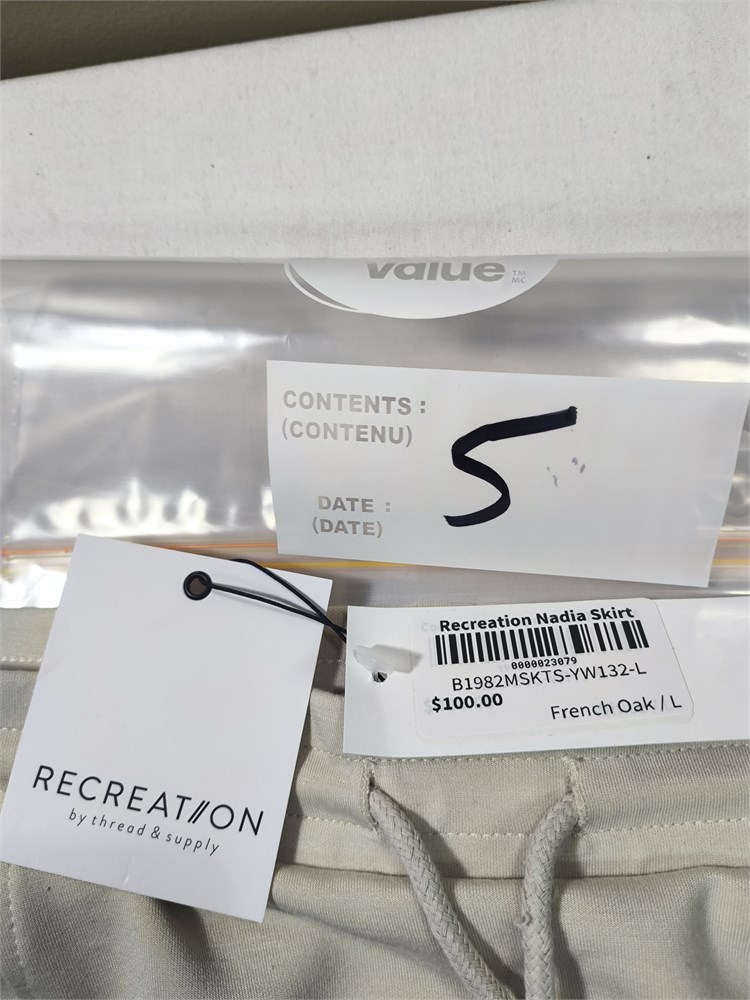 value TM
MC
CONTENTS :
(CONTENU)
DATE :
(DATE)
5
Recreation Nadia Skirt
0000023079
B1982MSKTS-YW132-L
$100.00
French Oak / L
RECREATION
by thread & supply